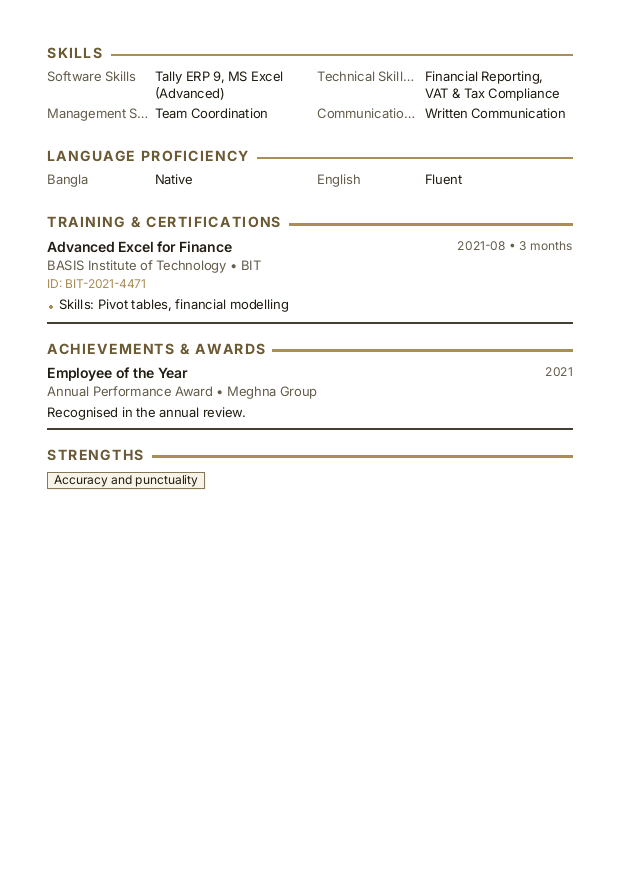 SKILLS
Software Skills Tally ERP 9, MS Excel (Advanced) Technical Skill... Financial Reporting, VAT & Tax Compliance
Management S... Team Coordination Communicatio... Written Communication
LANGUAGE PROFICIENCY
Bangla Native English Fluent
TRAINING & CERTIFICATIONS
Advanced Excel for Finance 2021-08 • 3 months
BASIS Institute of Technology • BIT
ID: BIT-2021-4471
• Skills: Pivot tables, financial modelling
ACHIEVEMENTS & AWARDS
Employee of the Year 2021
Annual Performance Award • Meghna Group
Recognised in the annual review.
STRENGTHS
Accuracy and punctuality